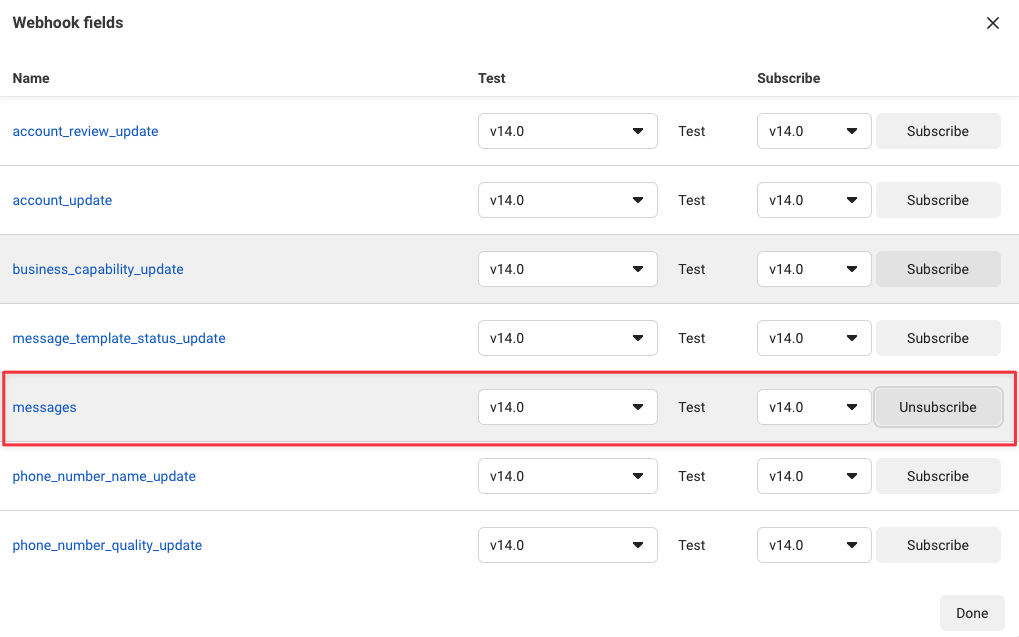 Webhook fields
Name Test Subscribe
account_review_update v14.0 Test v14.0 Subscribe
account_update v14.0 Test v14.0 Subscribe
business_capability_update v14.0 Test v14.0 Subscribe
message_template_status_update v14.0 Test v14.0 Subscribe
messages v14.0 Test v14.0 Unsubscribe
phone_number_name_update v14.0 Test v14.0 Subscribe
phone_number_quality_update v14.0 Test v14.0 Subscribe
Done